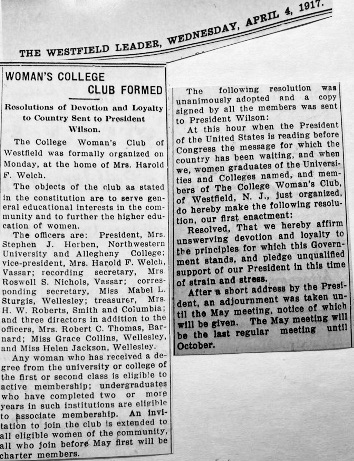 THE WESTFIELD LEADER, WEDNESDAY, APRIL 4, 1917.
WOMAN'S COLLEGE
CLUB FORMED
Resolutions of Devotion and Loyalty
to Country Sent to President
Wilson.
The College Woman's Club of
Westfield was formally organized on
Monday, at the home of Mrs. Harold
F. Welch.
The objects of the club as stated
in the constitution are to serve gen-
eral educational interests in the com-
munity and to further the higher edu-
cation of women.
The officers are: President, Mrs.
Stephen J. Herben, Northwestern
University and Allegheny College;
vice-president, Mrs. Harold F. Welch,
Vassar; recording secretary, Mrs
Roswell S. Nichols, Vassar; corres-
ponding secretary, Miss Mabel L.
Sturgis, Wellesley; treasurer, Mrs.
H. W. Roberts, Smith and Columbia;
and three directors in addition to the
officers, Mrs. Robert C. Thomas, Bar-
nard; Miss Grace Collins, Wellesley,
and Miss Helen Jackson, Wellesley.
Any woman who has received a de-
gree from the university or college of
the first or second class is eligible to
active membership; undergraduates
who have completed two or more
years in such institutions are eligible
to associate membership. An invi-
tation to join the club is extended to
all eligible women of the community,
all who join before May first will be
charter members.
The following resolution was
unanimously adopted and a copy
signed by all the members was sent
to President Wilson:
At this hour when the President
of the United States is reading before
Congress the message for which the
country has been waiting, and when
we, women graduates of the Universi-
ties and Colleges named, and mem-
bers of The College Woman's Club,
of Westfield, N. J., just organised,
do hereby make the following resolu-
tion, our first enactment:
Resolved, That we hereby affirm
unswerving devotion and loyalty to
the principles for which this Govern-
ment stands, and pledge unqualified
support of our President in this time
of strain and stress.
After a short address by the Presi-
dent, an adjournment was taken un-
til the May meeting, notice of which
will be given. The May meeting will
be the last regular meeting until
October.